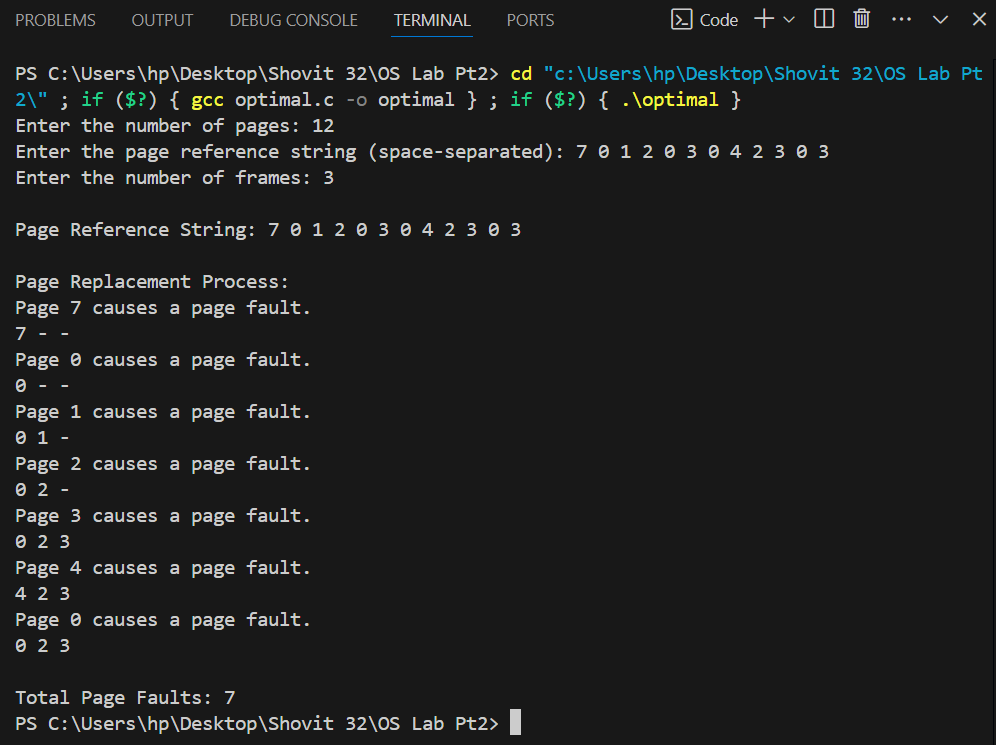 PROBLEMS OUTPUT DEBUG CONSOLE TERMINAL PORTS Code
PS C:\Users\hp\Desktop\Shovit 32\OS Lab Pt2> cd "c:\Users\hp\Desktop\Shovit 32\OS Lab Pt
2\" ; if ($?) { gcc optimal.c -o optimal } ; if ($?) { .\optimal }
Enter the number of pages: 12
Enter the page reference string (space-separated): 7 0 1 2 0 3 0 4 2 3 0 3
Enter the number of frames: 3
Page Reference String: 7 0 1 2 0 3 0 4 2 3 0 3
Page Replacement Process:
Page 7 causes a page fault.
7 - -
Page 0 causes a page fault.
0 - -
Page 1 causes a page fault.
0 1 -
Page 2 causes a page fault.
0 2 -
Page 3 causes a page fault.
0 2 3
Page 4 causes a page fault.
4 2 3
Page 0 causes a page fault.
0 2 3
Total Page Faults: 7
PS C:\Users\hp\Desktop\Shovit 32\OS Lab Pt2>